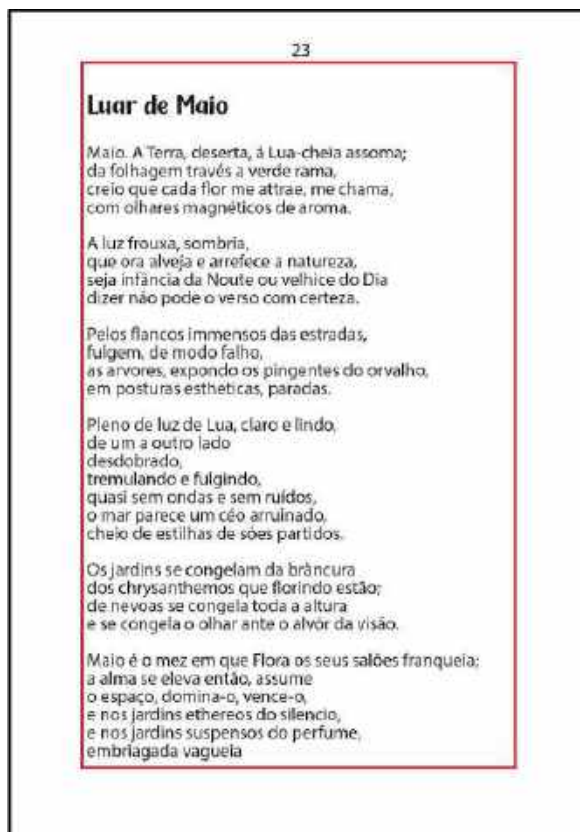 23
Luar de Maio
Maio. A Terra, deserta, á Lua-cheia assoma;
da folhagem través a verde rama,
creio que cada flor me attrae, me chama,
com olhares magnéticos de aroma.
A luz frouxa, sombria,
que ora alveja e arrefece a natureza,
seja infância da Noute ou velhice do Dia
dizer não pode o verso com certeza.
Pelos flancos immensos das estradas,
fulgem, de modo falho,
as arvores, expondo os pingentes do orvalho,
em posturas estheticas, paradas.
Pleno de luz de Lua, claro e lindo,
de um a outro lado
desdobrado,
tremulando e fulgindo,
quasi sem ondas e sem ruídos,
o mar parece um céo arruinado,
cheio de estilhas de sóes partidos.
Os jardins se congelam da brâncura
dos chrysanthemos que florindo estão;
de nevoas se congela toda a altura
e se congela o olhar ante o alvôr da visão.
Maio é o mez em que Flora os seus salões franqueia;
a alma se eleva então, assume
o espaço, domina-o, vence-o,
e nos jardins ethereos do silencio,
e nos jardins suspensos do perfume,
embriagada vagueia